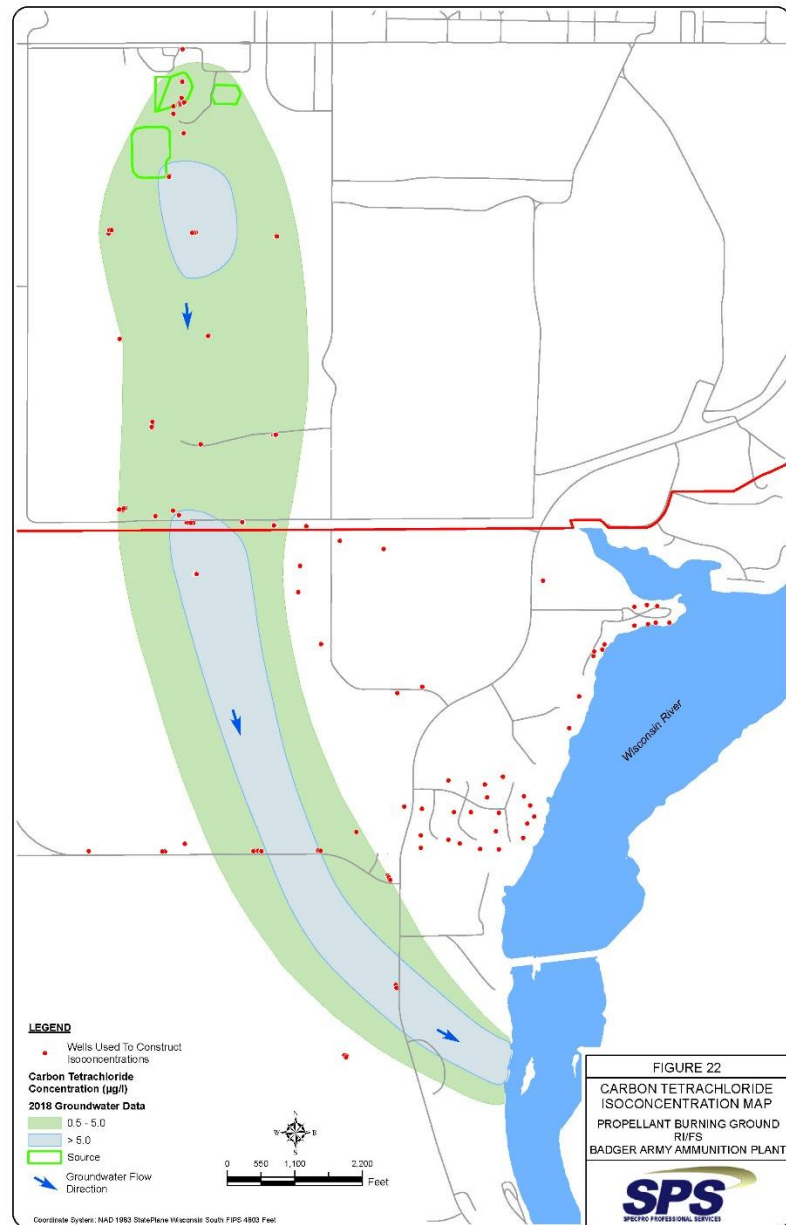 Wisconsin River
LEGEND
Wells Used To Construct
Isoconcentrations
Carbon Tetrachloride
Concentration (µg/l)
2018 Groundwater Data
0.5 - 5.0
> 5.0
Source
Groundwater Flow
Direction
N
W E
S
0 550 1,100 2,200
Feet
Coordinate System: NAD 1983 StatePlane Wisconsin South FIPS 4803 Feet
FIGURE 22
CARBON TETRACHLORIDE
ISOCONCENTRATION MAP
PROPELLANT BURNING GROUND
RI/FS
BADGER ARMY AMMUNITION PLANT
SPS
SPECPRO PROFESSIONAL SERVICES